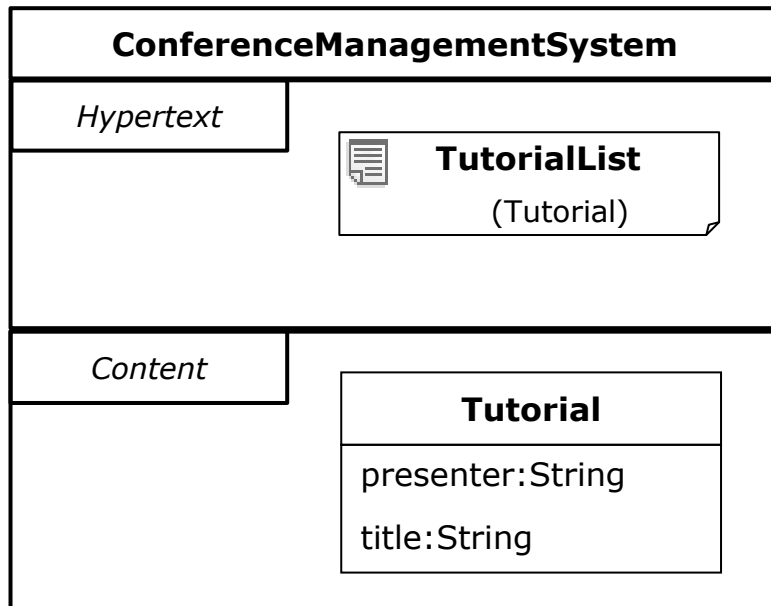 ConferenceManagementSystem
Hypertext
TutorialList
(Tutorial)
Content
Tutorial
presenter:String
title:String